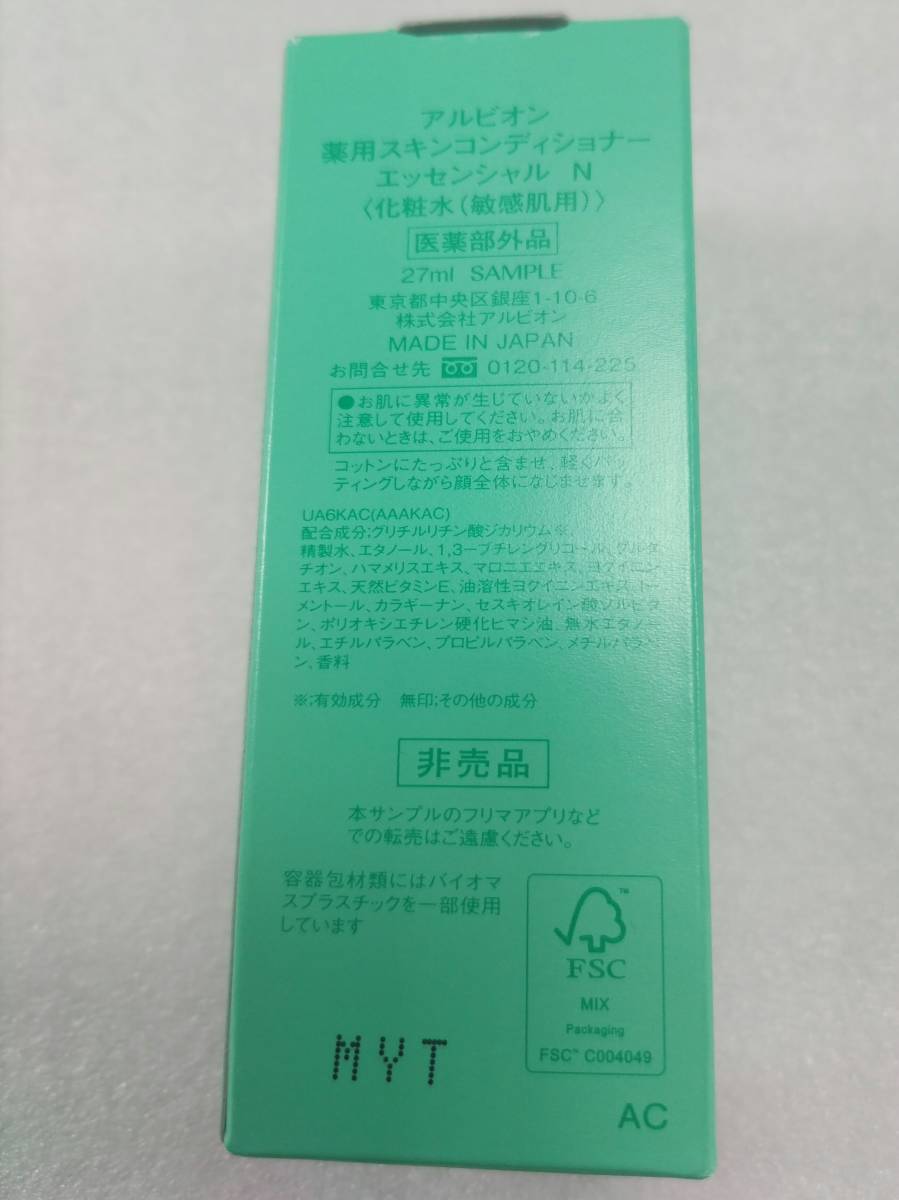 アルビオン
薬用スキンコンディショナー
エッセンシャル N
〈化粧水(敏感肌用)〉
医薬部外品
27ml SAMPLE
東京都中央区銀座1-10-6
株式会社アルビオン
MADE IN JAPAN
お問合せ先 0120-114-225
●お肌に異常が生じていないかよく
注意して使用してください。お肌に合
わないときは、ご使用をおやめください。
コットンにたっぷりと含ませ、軽くパッ
ティングしながら顔全体になじませます。
UA6KAC(AAAKAC)
配合成分;グリチルリチン酸ジカリウム※、
精製水、エタノール、1,3-ブチレングリコール、グルタ
チオン、ハマメリスエキス、マロニエエキス、ヨクイニン
エキス、天然ビタミンE、油溶性ヨクイニンエキス、l-
メントール、カラギーナン、セスキオレイン酸ソルビタ
ン、ポリオキシエチレン硬化ヒマシ油、無水エタノー
ル、エチルパラベン、プロピルパラベン、メチルパラベ
ン、香料
※;有効成分 無印;その他の成分
非売品
本サンプルのフリマアプリなど
での転売はご遠慮ください。
容器包材類にはバイオマ
スプラスチックを一部使用
しています
™
FSC
MIX
Packaging
FSC™ C004049
MYT
AC